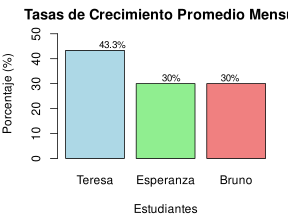 Tasas de Crecimiento Promedio
43.3%
30%
30%
50
40
30
20
10
0
Porcentaje (%)
Teresa
Esperanza
Bruno
Estudiantes